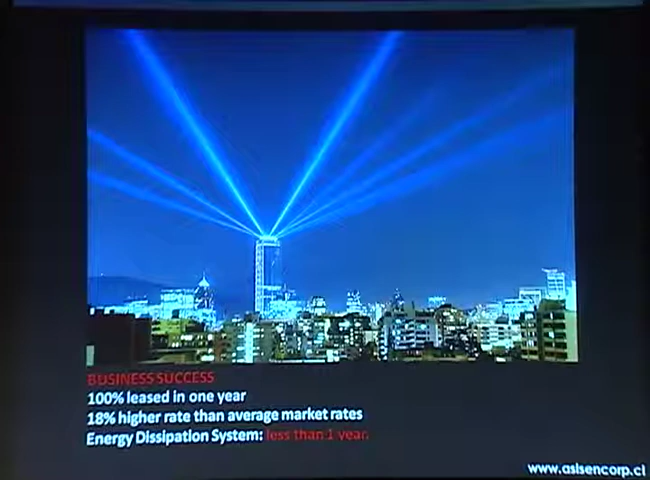 BUSINESS SUCCESS
100% leased in one year
18% higher rate than average market rates
Energy Dissipation System: less than 1 year.
www.asisencorp.cl